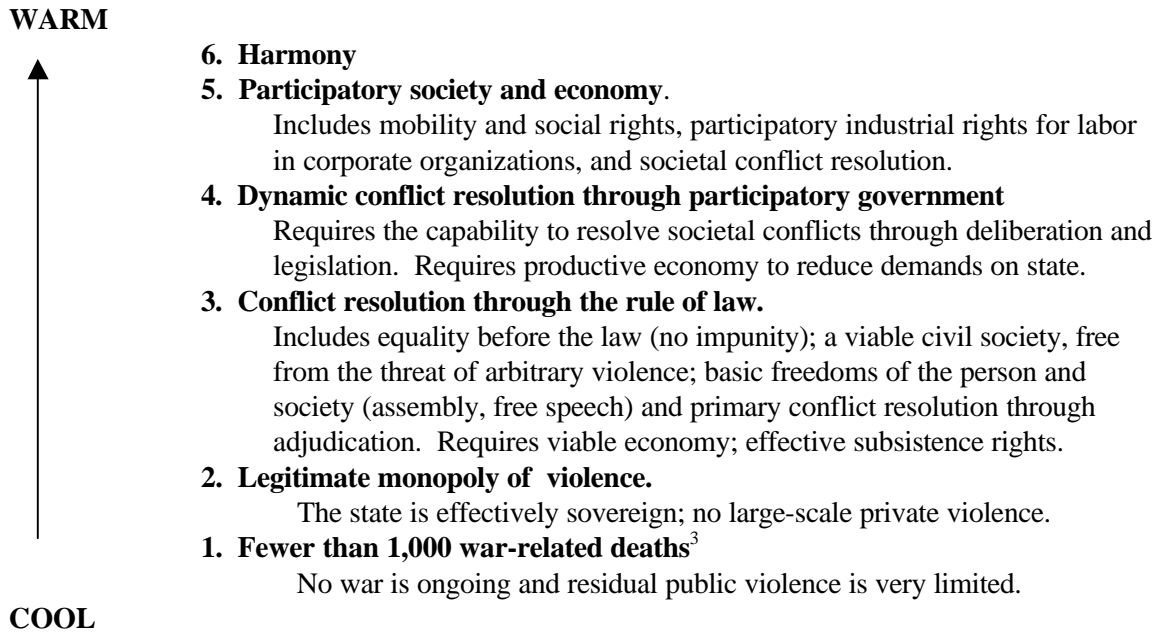 WARM
6. Harmony
5. Participatory society and economy.
Includes mobility and social rights, participatory industrial rights for labor
in corporate organizations, and societal conflict resolution.
4. Dynamic conflict resolution through participatory government
Requires the capability to resolve societal conflicts through deliberation and
legislation. Requires productive economy to reduce demands on state.
3. Conflict resolution through the rule of law.
Includes equality before the law (no impunity); a viable civil society, free
from the threat of arbitrary violence; basic freedoms of the person and
society (assembly, free speech) and primary conflict resolution through
adjudication. Requires viable economy; effective subsistence rights.
2. Legitimate monopoly of violence.
The state is effectively sovereign; no large-scale private violence.
1. Fewer than 1,000 war-related deaths³
No war is ongoing and residual public violence is very limited.
COOL